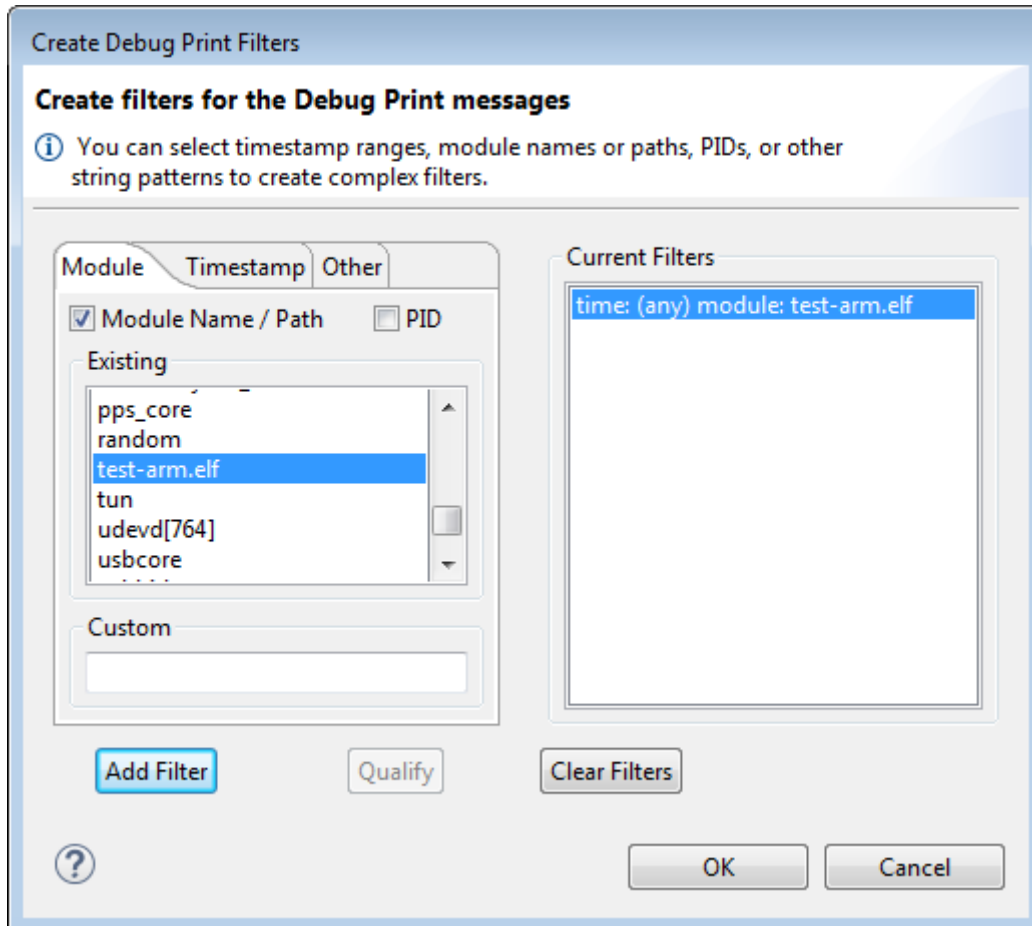 Create Debug Print Filters
Create filters for the Debug Print messages
You can select timestamp ranges, module names or paths, PIDs, or other
string patterns to create complex filters.
Module Timestamp Other
Module Name / Path PID
Existing
pps_core
random
test-arm.elf
tun
udevd[764]
usbcore
Custom
Current Filters
time: (any) module: test-arm.elf
Add Filter Qualify Clear Filters
OK Cancel